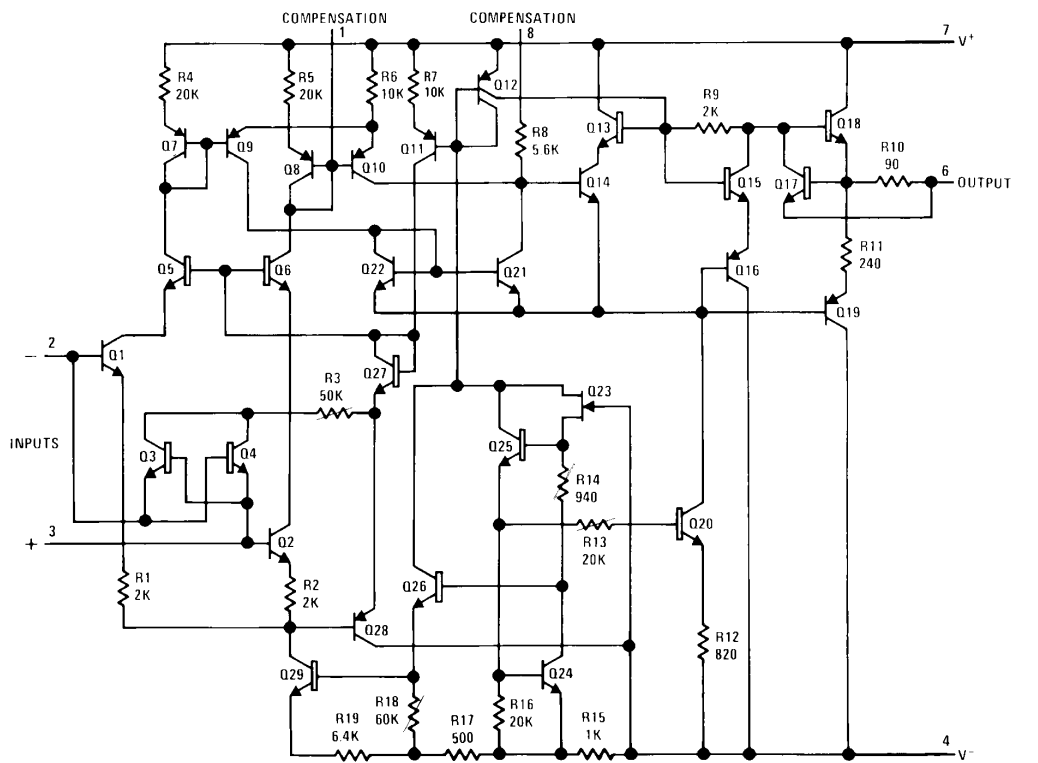 COMPENSATION
1
COMPENSATION
8
7
V+
R4
20K
R5
20K
R6
10K
R7
10K
Q12
R9
2K
R8
5.6K
Q13
Q18
R10
90
Q7
Q9
Q8
Q10
Q11
Q14
Q15
Q17
6
OUTPUT
Q5
Q6
Q22
Q21
Q16
R11
240
Q19
2
−
Q1
Q27
R3
50K
Q23
INPUTS
Q3
Q4
Q25
R14
940
3
+
Q2
R13
20K
Q20
R1
2K
R2
2K
Q26
Q28
R12
820
Q29
Q24
R18
60K
R16
20K
R19
6.4K
R17
500
R15
1K
4
V−